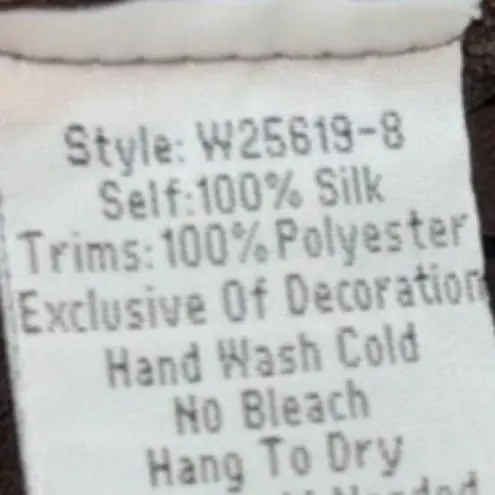 Style: W25619-8
Self:100% Silk
Trims:100% Polyester
Exclusive Of Decoration
Hand Wash Cold
No Bleach
Hang To Dry
Needed